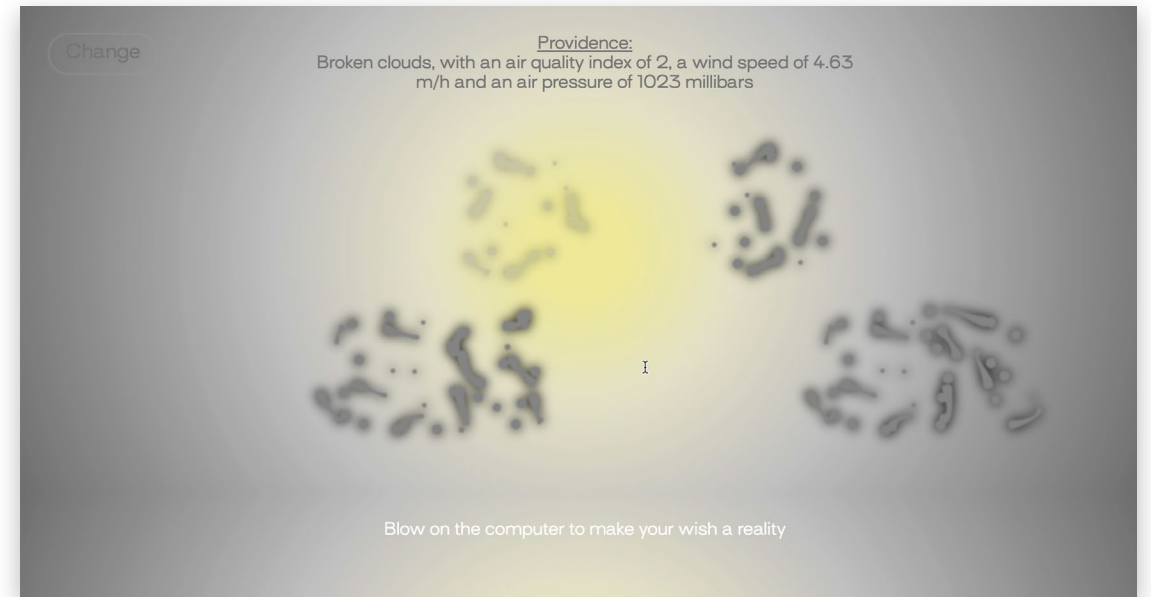 Change
Providence:
Broken clouds, with an air quality index of 2, a wind speed of 4.63
m/h and an air pressure of 1023 millibars
Blow on the computer to make your wish a reality